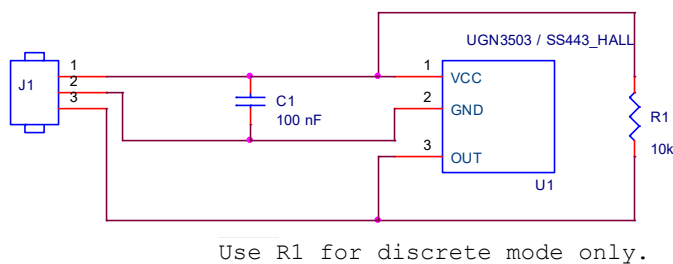 UGN3503 / SS443_HALL
J1
1
2
3
C1
100 nF
1
VCC
2
GND
3
OUT
U1
R1
10k
Use R1 for discrete mode only.